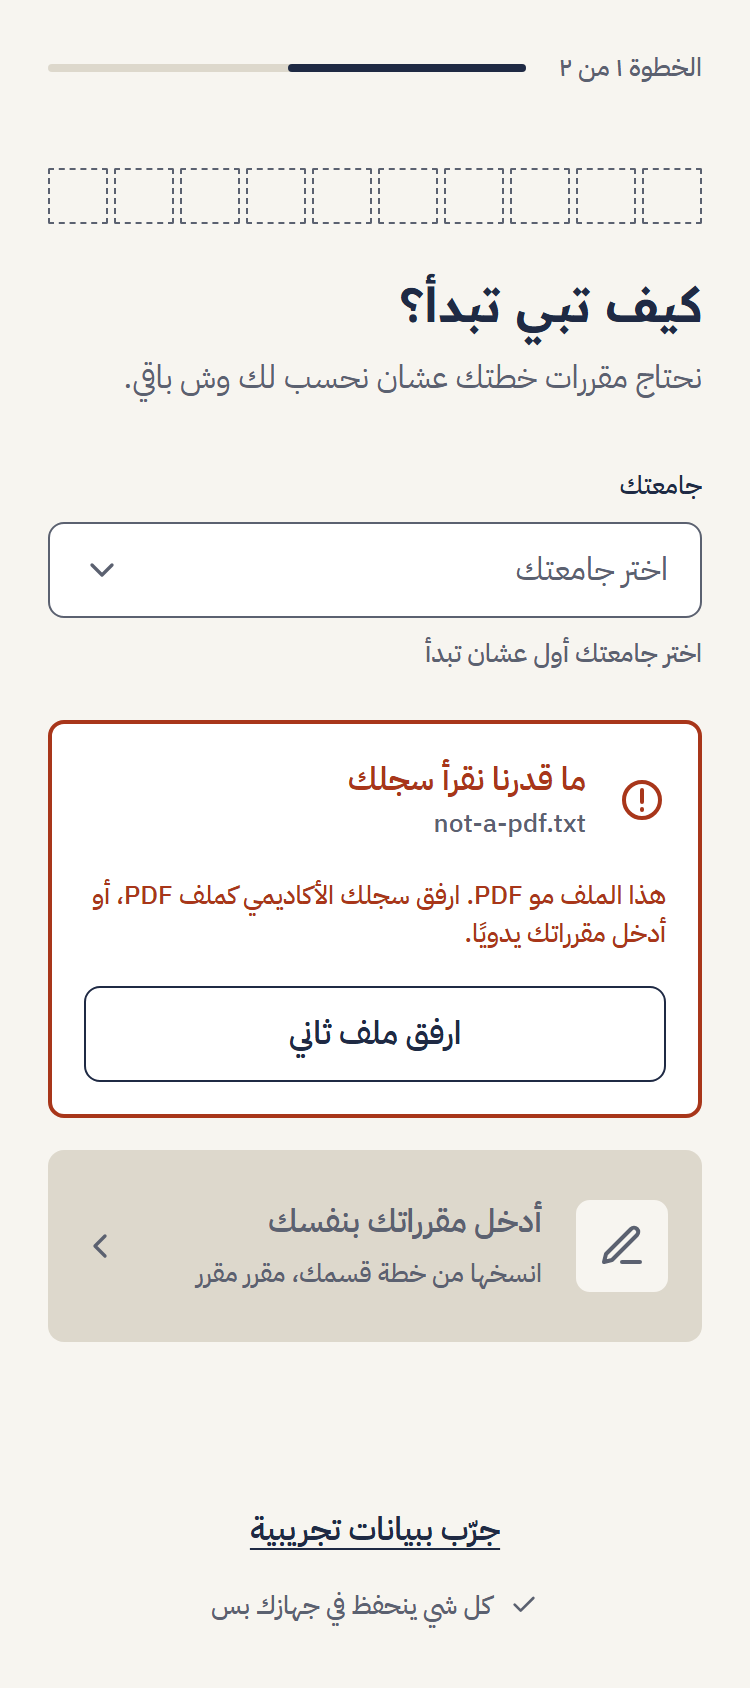 الخطوة ١ من ٢
كيف تبي تبدأ؟
نحتاج مقررات خطتك عشان نحسب لك وش باقي.
جامعتك
اختر جامعتك
اختر جامعتك أول عشان تبدأ
ما قدرنا نقرأ سجلك
not-a-pdf.txt
هذا الملف مو PDF. ارفق سجلك الأكاديمي كملف PDF، أو
أدخل مقرراتك يدويًا.
ارفق ملف ثاني
أدخل مقرراتك بنفسك
انسخها من خطة قسمك، مقرر مقرر
جرّب ببيانات تجريبية
كل شي ينحفظ في جهازك بس